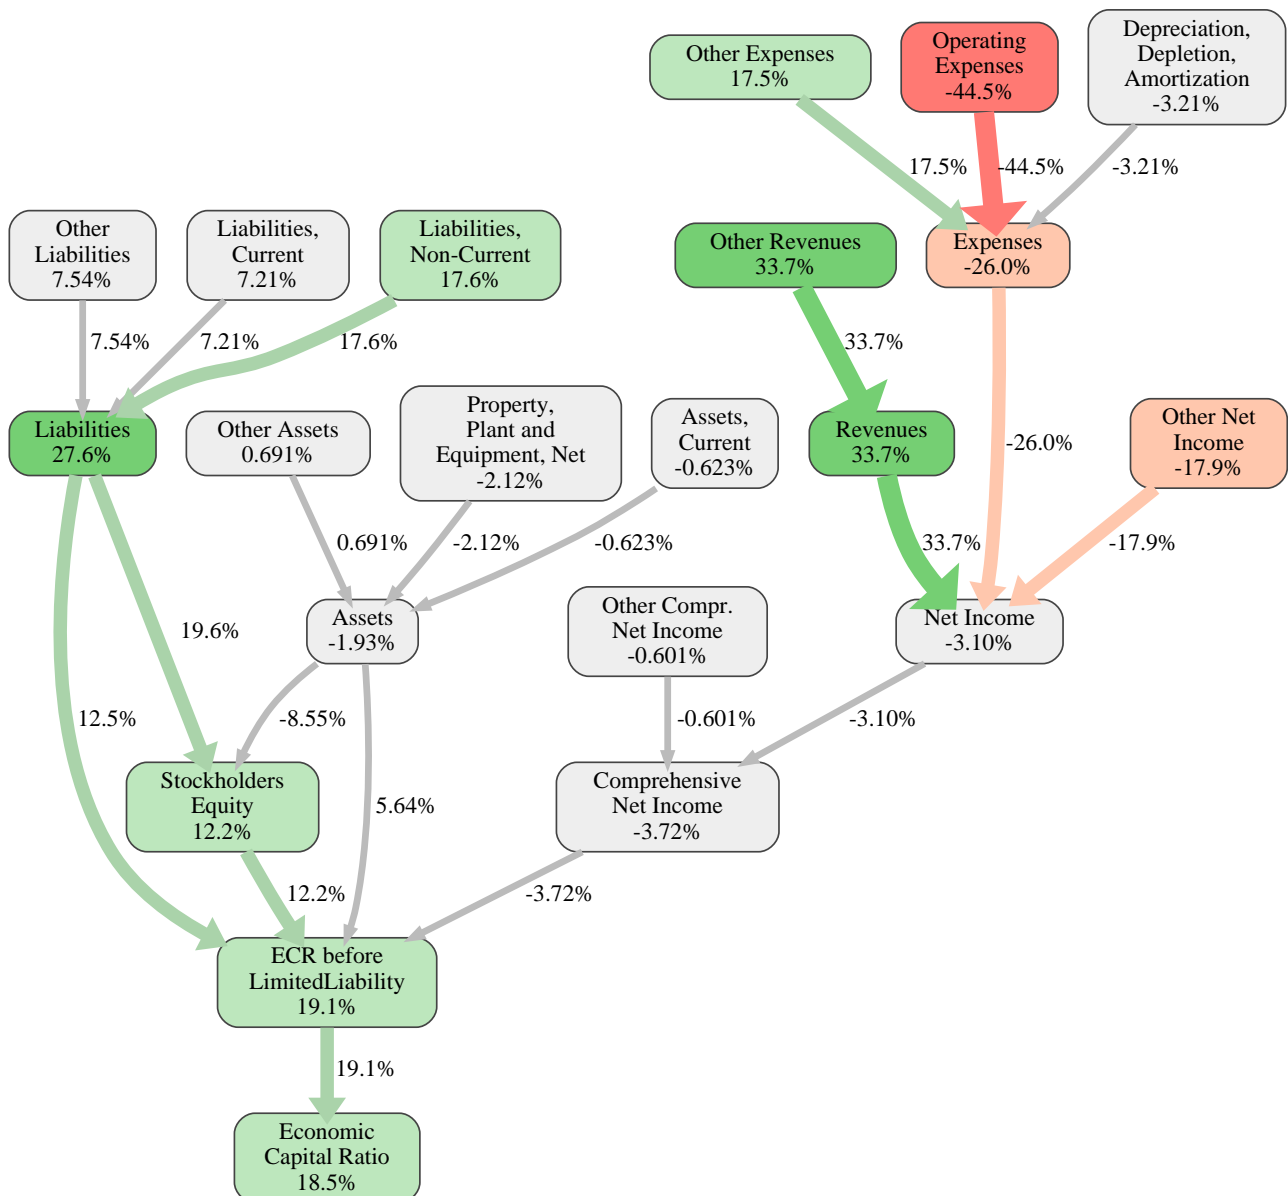 Other Expenses
17.5%
Operating
Expenses
-44.5%
Depreciation,
Depletion,
Amortization
-3.21%
17.5%
-44.5%
-3.21%
Other
Liabilities
7.54%
Liabilities,
Current
7.21%
Liabilities,
Non-Current
17.6%
Other Revenues
33.7%
Expenses
-26.0%
7.54%
7.21%
17.6%
33.7%
Liabilities
27.6%
Other Assets
0.691%
Property,
Plant and
Equipment, Net
-2.12%
Assets,
Current
-0.623%
Revenues
33.7%
-26.0%
Other Net
Income
-17.9%
0.691%
-2.12%
-0.623%
33.7%
-17.9%
19.6%
Assets
-1.93%
Other Compr.
Net Income
-0.601%
Net Income
-3.10%
12.5%
-8.55%
-0.601%
-3.10%
Stockholders
Equity
12.2%
5.64%
Comprehensive
Net Income
-3.72%
12.2%
-3.72%
ECR before
LimitedLiability
19.1%
19.1%
Economic
Capital Ratio
18.5%